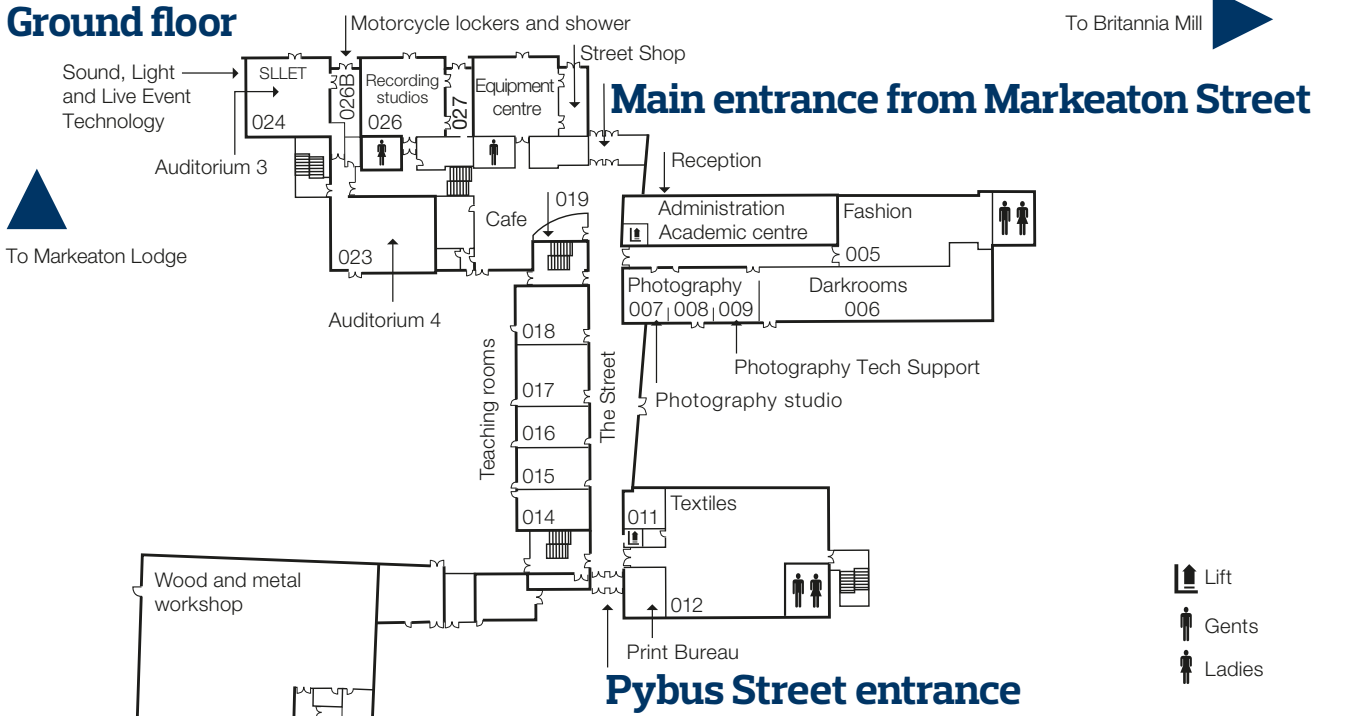 Ground floor
Motorcycle lockers and shower
To Britannia Mill
Street Shop
Sound, Light
and Live Event
Technology
SLLET
024
026B
Recording
studios
026
027
Equipment
centre
Main entrance from Markeaton Street
Auditorium 3
Reception
To Markeaton Lodge
Cafe
019
Administration
Academic centre
Fashion
005
023
Auditorium 4
Photography
007
008
009
Darkrooms
006
Photography Tech Support
Photography studio
Teaching rooms
The Street
018
017
016
015
014
011
Textiles
012
Print Bureau
Wood and metal
workshop
Pybus Street entrance
Lift
Gents
Ladies